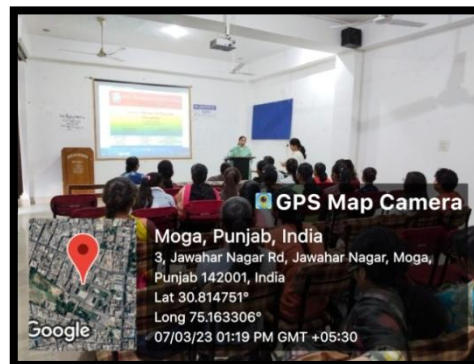 GPS Map Camera
Moga, Punjab, India
3, Jawahar Nagar Rd, Jawahar Nagar, Moga,
Punjab 142001, India
Lat 30.814751°
Long 75.163306°
07/03/23 01:19 PM GMT +05:30
Google